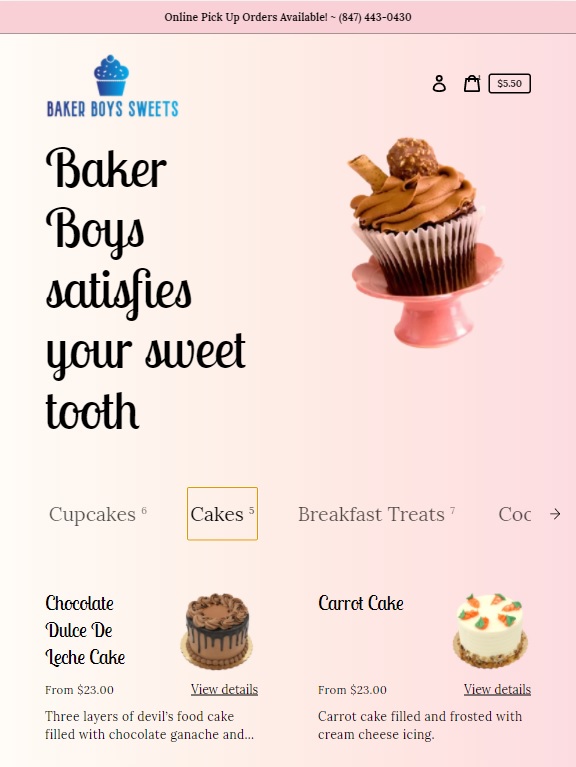 Online Pick Up Orders Available! ~ (847) 443-0430
BAKER BOYS SWEETS
$5.50
Baker
Boys
satisfies
your sweet
tooth
Cupcakes 6
Cakes 5
Breakfast Treats 7
Coc
Chocolate
Dulce De
Leche Cake
From $23.00
View details
Three layers of devil's food cake
filled with chocolate ganache and...
Carrot Cake
From $23.00
View details
Carrot cake filled and frosted with
cream cheese icing.